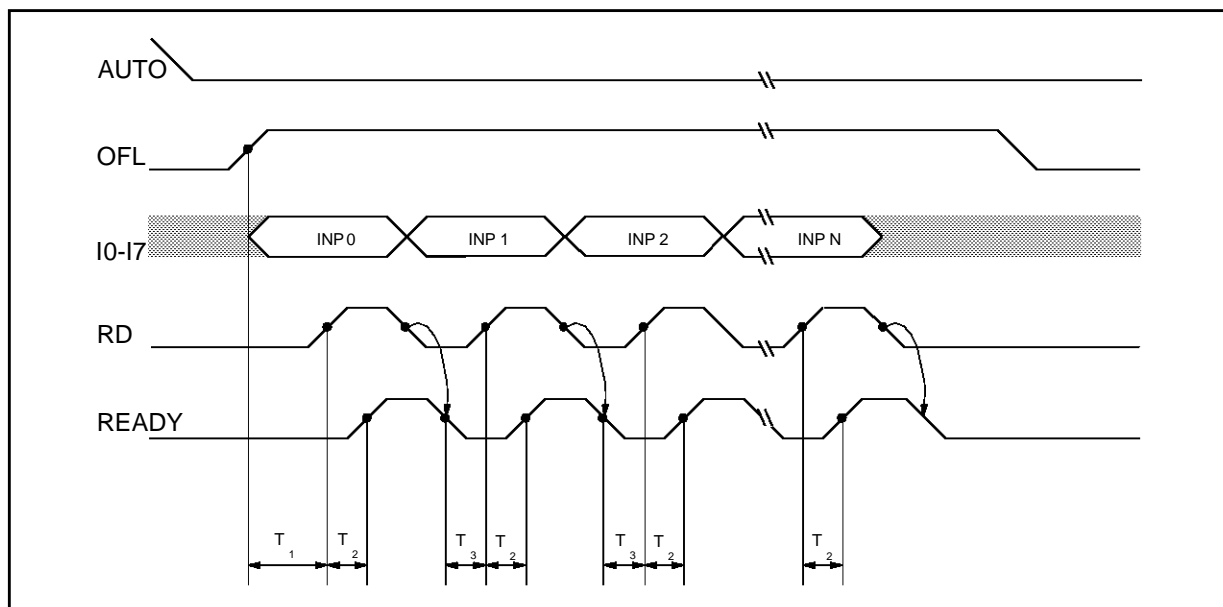 AUTO
OFL
I0-I7
INP 0
INP 1
INP 2
INP N
RD
READY
T1
T2
T3
T2
T3
T2
T2